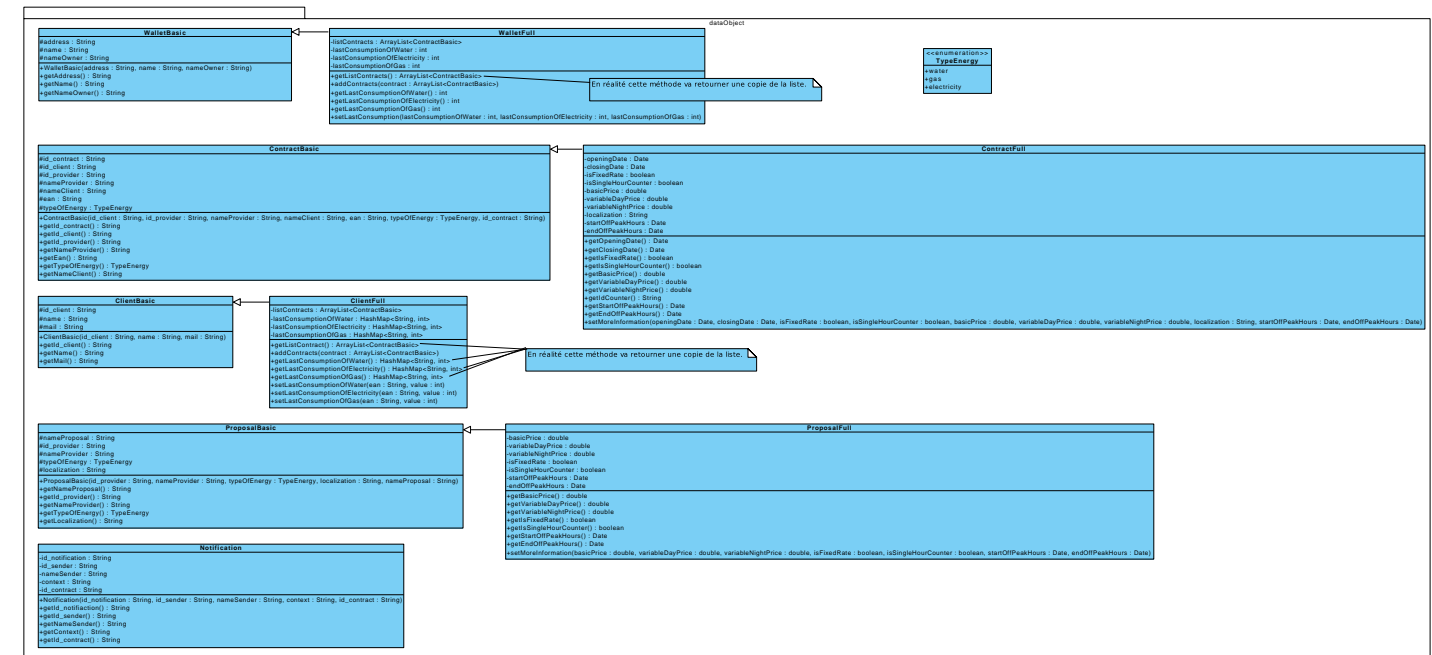 dataObject
WalletBasic
#address : String
#name : String
#nameOwner : String
+WalletBasic(address : String, name : String, nameOwner : String)
+getAddress() : String
+getName() : String
+getNameOwner() : String
WalletFull
-listContracts : ArrayList<ContractBasic>
-lastConsumptionOfWater : int
-lastConsumptionOfElectricity : int
-lastConsumptionOfGas : int
+getListContracts() : ArrayList<ContractBasic>
+addContracts(contract : ArrayList<ContractBasic>)
+getLastConsumptionOfWater() : int
+getLastConsumptionOfElectricity() : int
+getLastConsumptionOfGas() : int
+setLastConsumption(lastConsumptionOfWater : int, lastConsumptionOfElectricity : int, lastConsumptionOfGas : int)
En réalité cette méthode va retourner une copie de la liste.
<<enumeration>>
TypeEnergy
+water
+gas
+electricity
ContractBasic
#id_contract : String
#id_client : String
#id_provider : String
#nameProvider : String
#nameClient : String
#ean : String
#typeOfEnergy : TypeEnergy
+ContractBasic(id_client : String, id_provider : String, nameProvider : String, nameClient : String, ean : String, typeOfEnergy : TypeEnergy, id_contract : String)
+getId_contract() : String
+getId_client() : String
+getId_provider() : String
+getNameProvider() : String
+getEan() : String
+getTypeOfEnergy() : TypeEnergy
+getNameClient() : String
ContractFull
-openingDate : Date
-closingDate : Date
-isFixedRate : boolean
-isSingleHourCounter : boolean
-basicPrice : double
-variableDayPrice : double
-variableNightPrice : double
-localization : String
-startOffPeakHours : Date
-endOffPeakHours : Date
+getOpeningDate() : Date
+getClosingDate() : Date
+getIsFixedRate() : boolean
+getIsSingleHourCounter() : boolean
+getBasicPrice() : double
+getVariableDayPrice() : double
+getVariableNightPrice() : double
+getIdCounter() : String
+getStartOffPeakHours() : Date
+getEndOffPeakHours() : Date
+setMoreInformation(openingDate : Date, closingDate : Date, isFixedRate : boolean, isSingleHourCounter : boolean, basicPrice : double, variableDayPrice : double, variableNightPrice : double, localization : String, startOffPeakHours : Date, endOffPeakHours : Date)
ClientBasic
#id_client : String
#name : String
#mail : String
+ClientBasic(id_client : String, name : String, mail : String)
+getId_client() : String
+getName() : String
+getMail() : String
ClientFull
-listContracts : ArrayList<ContractBasic>
-lastConsumptionOfWater : HashMap<String, int>
-lastConsumptionOfElectricity : HashMap<String, int>
-lastConsumptionOfGas : HashMap<String, int>
+getListContract() : ArrayList<ContractBasic>
+addContracts(contract : ArrayList<ContractBasic>)
+getLastConsumptionOfWater() : HashMap<String, int>
+getLastConsumptionOfElectricity() : HashMap<String, int>
+getLastConsumptionOfGas() : HashMap<String, int>
+setLastConsumptionOfWater(ean : String, value : int)
+setLastConsumptionOfElectricity(ean : String, value : int)
+setLastConsumptionOfGas(ean : String, value : int)
En réalité cette méthode va retourner une copie de la liste.
ProposalBasic
#nameProposal : String
#id_provider : String
#nameProvider : String
#typeOfEnergy : TypeEnergy
#localization : String
+ProposalBasic(id_provider : String, nameProvider : String, typeOfEnergy : TypeEnergy, localization : String, nameProposal : String)
+getNameProposal() : String
+getId_provider() : String
+getNameProvider() : String
+getTypeOfEnergy() : TypeEnergy
+getLocalization() : String
ProposalFull
-basicPrice : double
-variableDayPrice : double
-variableNightPrice : double
-isFixedRate : boolean
-isSingleHourCounter : boolean
-startOffPeakHours : Date
-endOffPeakHours : Date
+getBasicPrice() : double
+getVariableDayPrice() : double
+getVariableNightPrice() : double
+getIsFixedRate() : boolean
+getIsSingleHourCounter() : boolean
+getStartOffPeakHours() : Date
+getEndOffPeakHours() : Date
+setMoreInformation(basicPrice : double, variableDayPrice : double, variableNightPrice : double, isFixedRate : boolean, isSingleHourCounter : boolean, startOffPeakHours : Date, endOffPeakHours : Date)
Notification
-id_notification : String
-id_sender : String
-nameSender : String
-context : String
-id_contract : String
+Notification(id_notification : String, id_sender : String, nameSender : String, context : String, id_contract : String)
+getId_notifiaction() : String
+getId_sender() : String
+getNameSender() : String
+getContext() : String
+getId_contract() : String